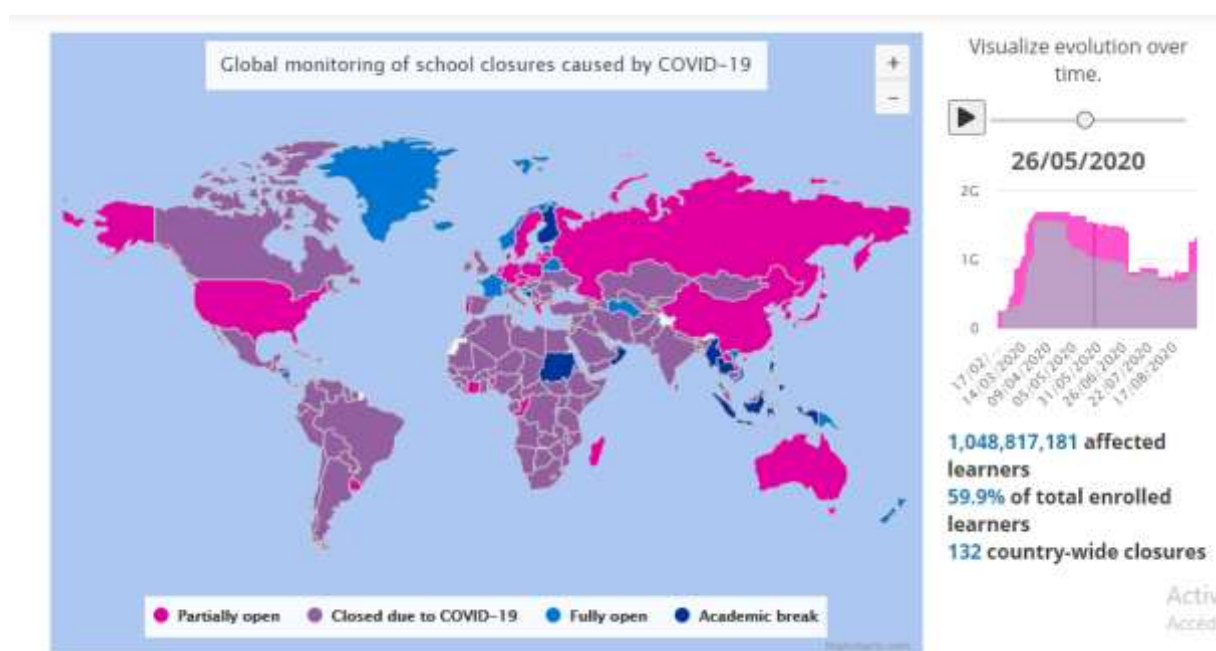 Global monitoring of school closures caused by COVID-19
+
−
Visualize evolution over
time.
26/05/2020
2G
1G
0
17/02/...
14/03/2020
09/04/2020
05/05/2020
31/05/2020
26/06/2020
22/07/2020
17/08/2020
1,048,817,181 affected
learners
59.9% of total enrolled
learners
132 country-wide closures
Partially open
Closed due to COVID-19
Fully open
Academic break
Activ
Accéd